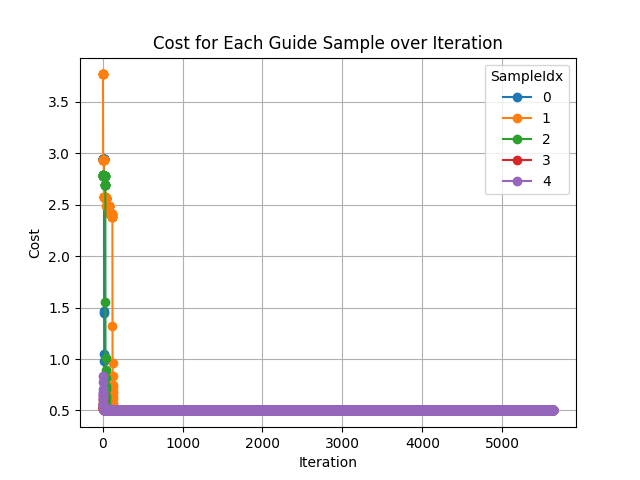 Cost for Each Guide Sample over Iteration
SampleIdx
0
1
2
3
4
Cost
3.5
3.0
2.5
2.0
1.5
1.0
0.5
0 1000 2000 3000 4000 5000
Iteration